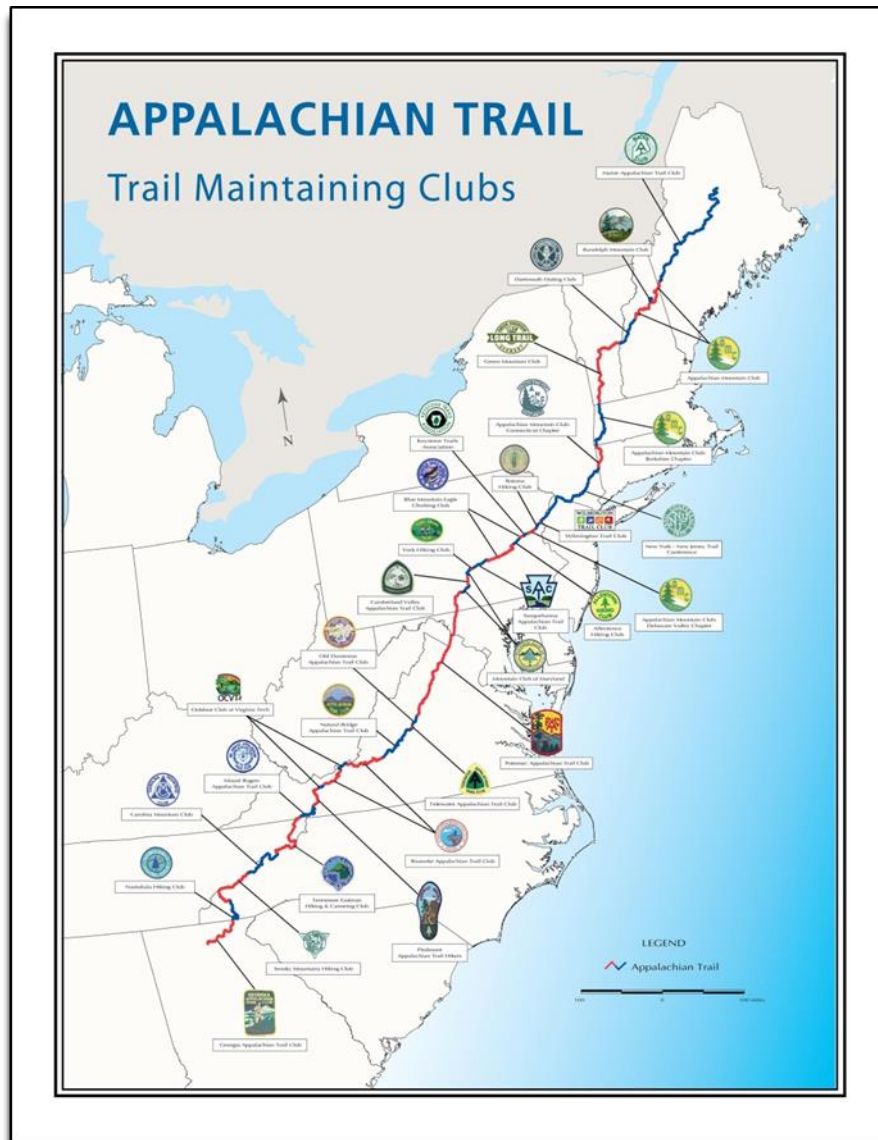 APPALACHIAN TRAIL
Trail Maintaining Clubs
Maine Appalachian Trail Club
Randolph Mountain Club
Dartmouth Outing Club
LONG TRAIL
Green Mountain Club
Appalachian Mountain Club
Appalachian Mountain Club
Connecticut Chapter
Appalachian Mountain Club
Berkshire Chapter
Keystone Trails
Association
Batona
Hiking Club
Blue Mountain Eagle
Climbing Club
WILMINGTON
TRAIL CLUB
Wilmington Trail Club
New York - New Jersey Trail
Conference
York Hiking Club
Cumberland Valley
Appalachian Trail Club
Susquehanna
Appalachian Trail
Club
Allentown
Hiking Club
Appalachian Mountain Club
Delaware Valley Chapter
Mountain Club of Maryland
Old Dominion
Appalachian Trail Club
OCVT
Outdoor Club at Virginia Tech
Natural Bridge
Appalachian Trail Club
Potomac Appalachian Trail Club
Mount Rogers
Appalachian Trail Club
Tidewater Appalachian Trail Club
Carolina Mountain Club
Roanoke Appalachian Trail Club
Nantahala Hiking Club
Tennessee Eastman
Hiking & Canoeing Club
Piedmont
Appalachian Trail Hikers
Smoky Mountains Hiking Club
Georgia Appalachian Trail Club
N
LEGEND
Appalachian Trail
0